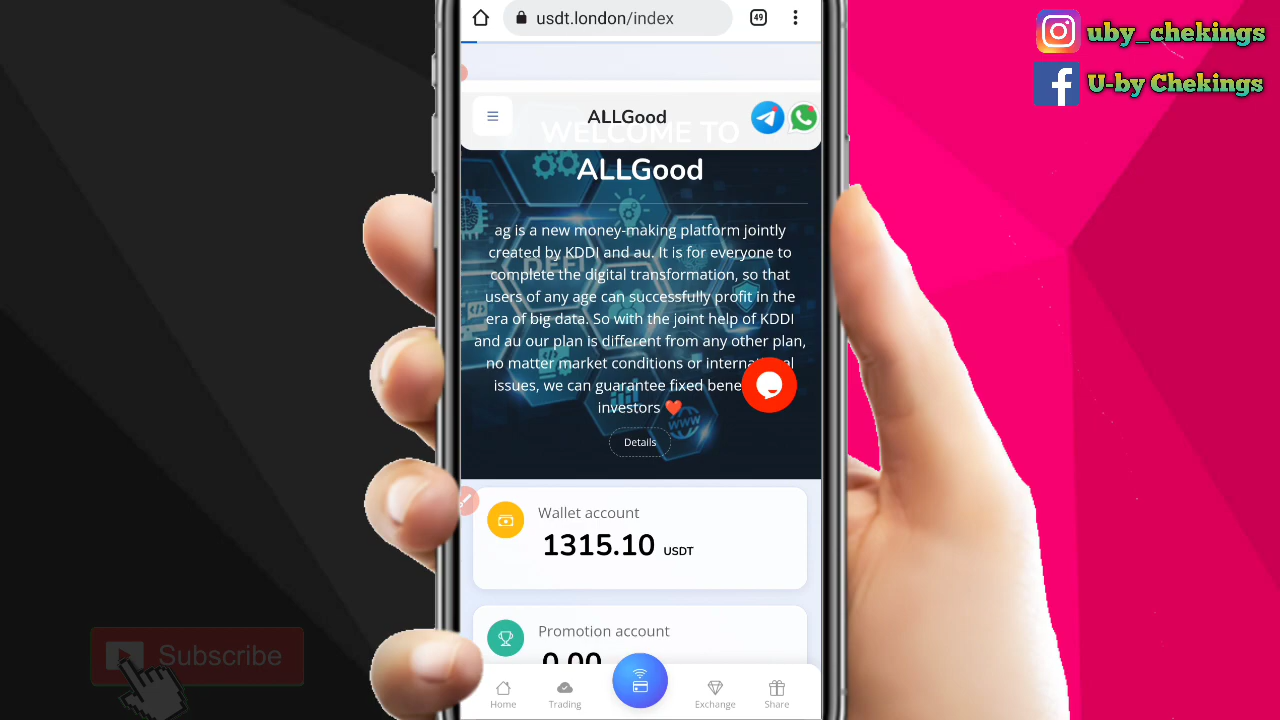 usdt.london/index
49
uby_chekings
U-by Chekings
ALLGood
WELCOME TO
ALLGood
ag is a new money-making platform jointly
created by KDDI and au. It is for everyone to
complete the digital transformation, so that
users of any age can successfully profit in the
era of big data. So with the joint help of KDDI
and au our plan is different from any other plan,
no matter market conditions or
issues, we can guarantee fixed
investors ❤️
Details
WWW
Wallet account
1315.10 USDT
Promotion account
0.00
Subscribe
Home
Trading
Exchange
Share